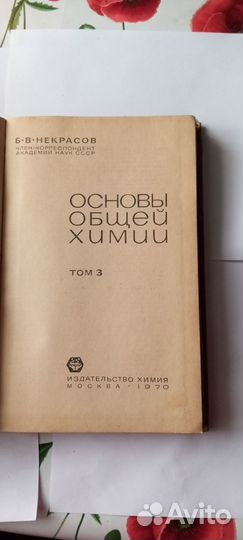 Б·В·НЕКРАСОВ
ЧЛЕН-КОРРЕСПОНДЕНТ
АКАДЕМИИ НАУК СССР
ОСНОВЫ
ОБЩЕЙ
ХИМИИ
ТОМ 3
ИЗДАТЕЛЬСТВО ХИМИЯ
МОСКВА · 1970
Avito